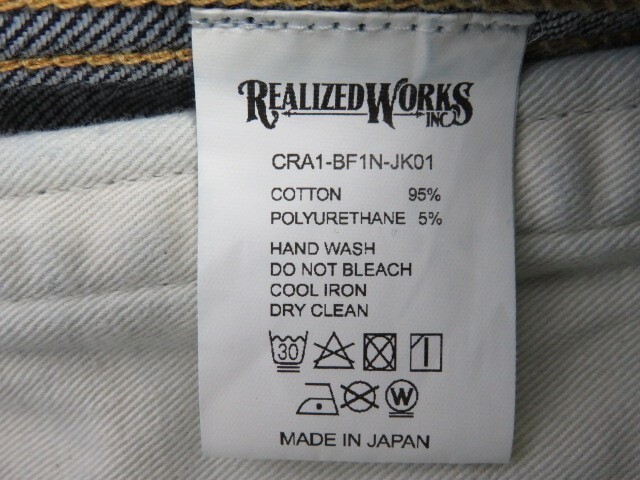 REALIZED WORKS INC
CRA1-BF1N-JK01
COTTON 95%
POLYURETHANE 5%
HAND WASH
DO NOT BLEACH
COOL IRON
DRY CLEAN
30
W
MADE IN JAPAN